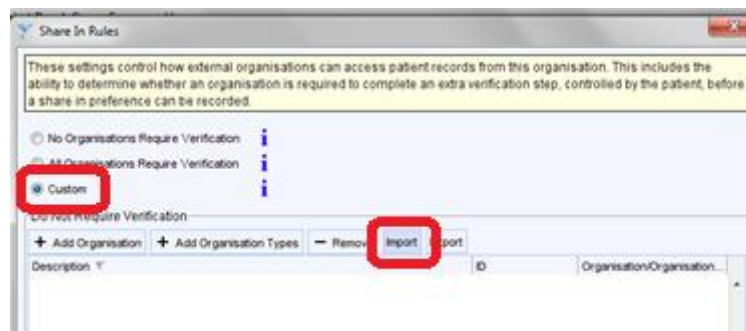 Share In Rules
These settings control how external organisations can access patient records from this organisation. This includes the
ability to determine whether an organisation is required to complete an extra verification step, controlled by the patient, before
a share in preference can be recorded.
No Organisations Require Verification i
All Organisations Require Verification
Custom i
Do Not Require Verification
+ Add Organisation + Add Organisation Types − Remov Import port
Description ID Organisation/Organisation...